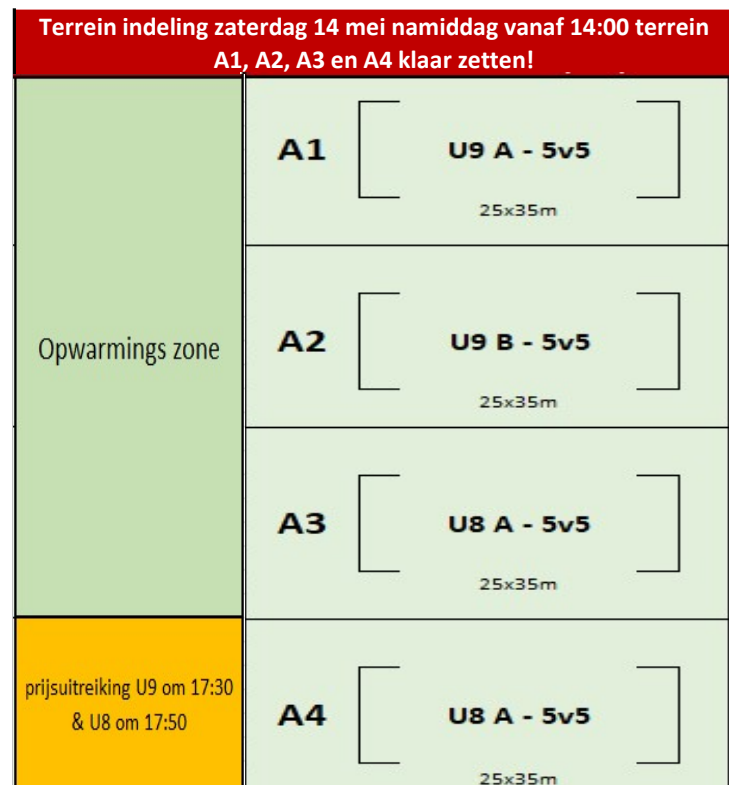 Terrein indeling zaterdag 14 mei namiddag vanaf 14:00 terrein
A1, A2, A3 en A4 klaar zetten!
A1
U9 A - 5v5
25x35m
Opwarmings zone
A2
U9 B - 5v5
25x35m
A3
U8 A - 5v5
25x35m
prijsuitreiking U9 om 17:30
& U8 om 17:50
A4
U8 A - 5v5
25x35m